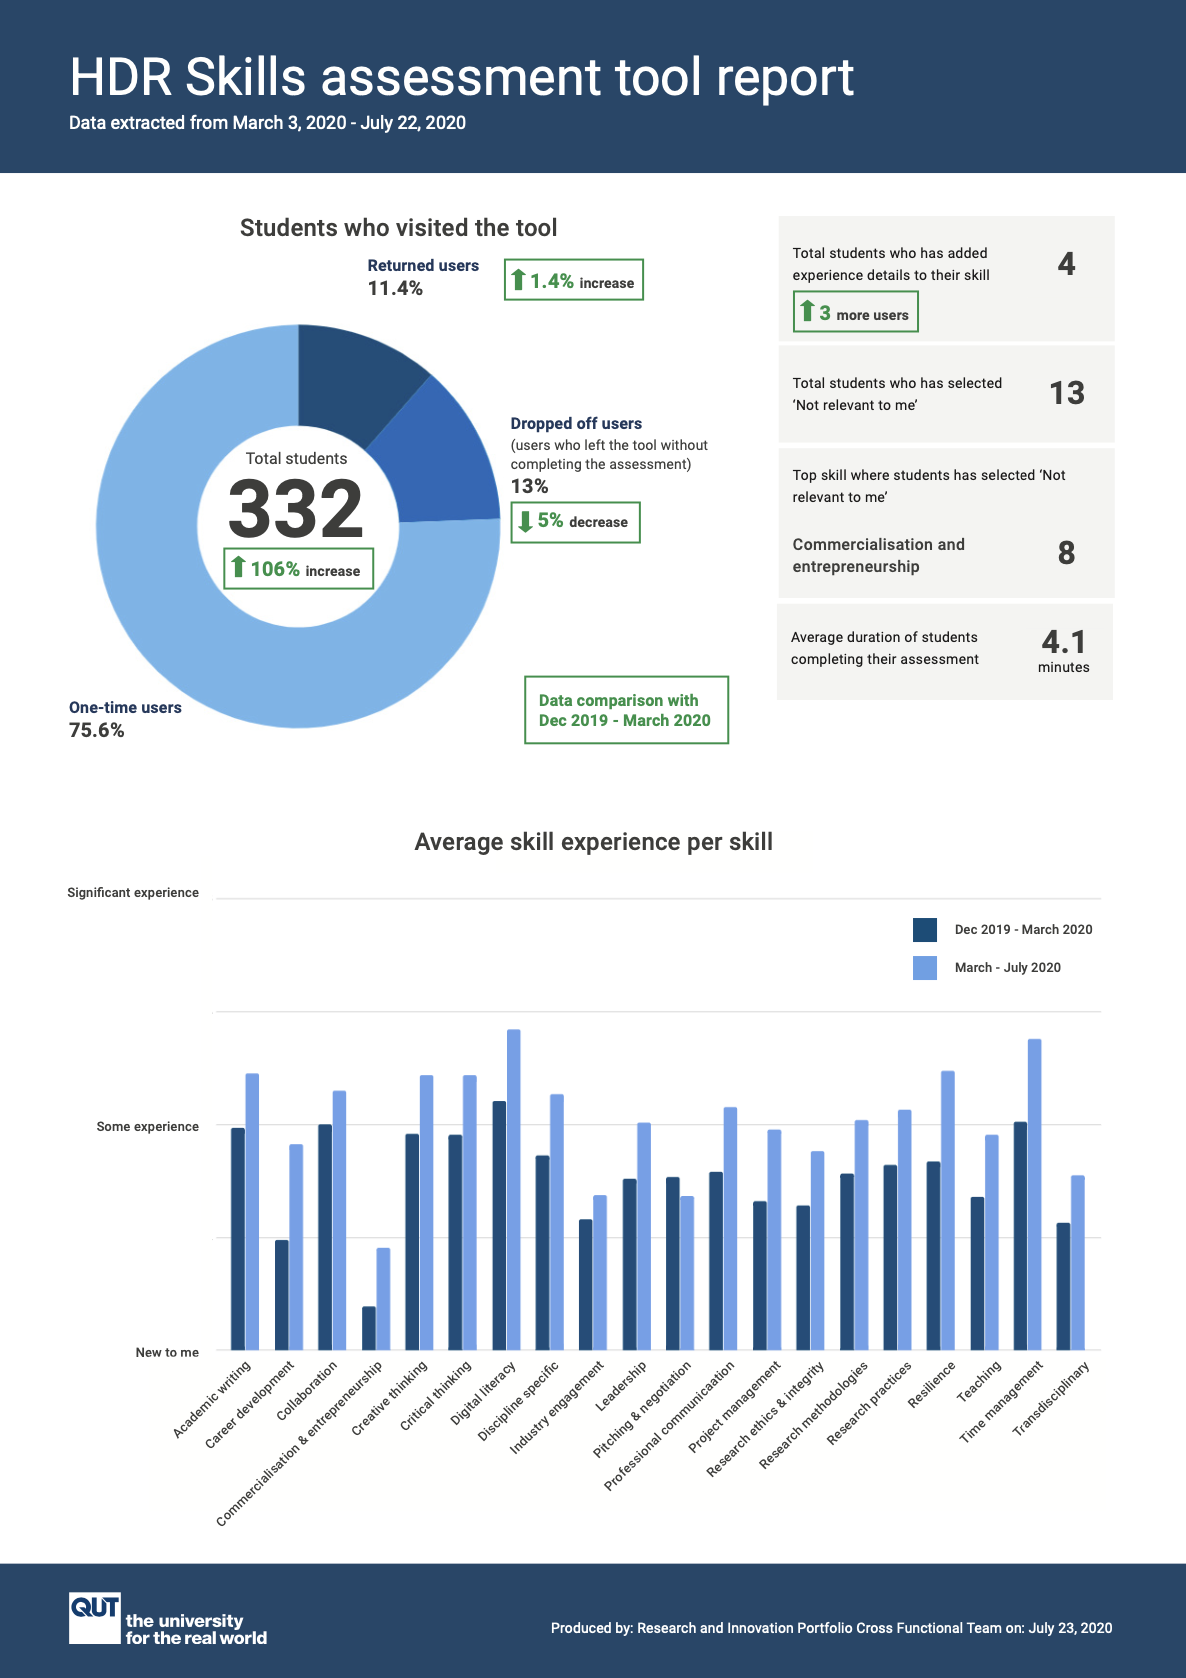 HDR Skills assessment tool report
Data extracted from March 3, 2020 - July 22, 2020
Students who visited the tool
Returned users
11.4%
1.4% increase
Dropped off users
(users who left the tool without
completing the assessment)
13%
5% decrease
Total students
332
106% increase
One-time users
75.6%
Data comparison with
Dec 2019 - March 2020
Total students who has added
experience details to their skill
4
3 more users
Total students who has selected
‘Not relevant to me’
13
Top skill where students has selected ‘Not
relevant to me’
Commercialisation and
entrepreneurship
8
Average duration of students
completing their assessment
4.1
minutes
Average skill experience per skill
Significant experience
Some experience
New to me
Dec 2019 - March 2020
March - July 2020
Academic writing
Career development
Collaboration
Commercialisation & entrepreneurship
Creative thinking
Critical thinking
Digital literacy
Discipline specific
Industry engagement
Leadership
Pitching & negotiation
Professional communicaation
Project management
Research ethics & integrity
Research methodologies
Research practices
Resilience
Teaching
Time management
Transdisciplinary
QUT
the university
for the real world
Produced by: Research and Innovation Portfolio Cross Functional Team on: July 23, 2020